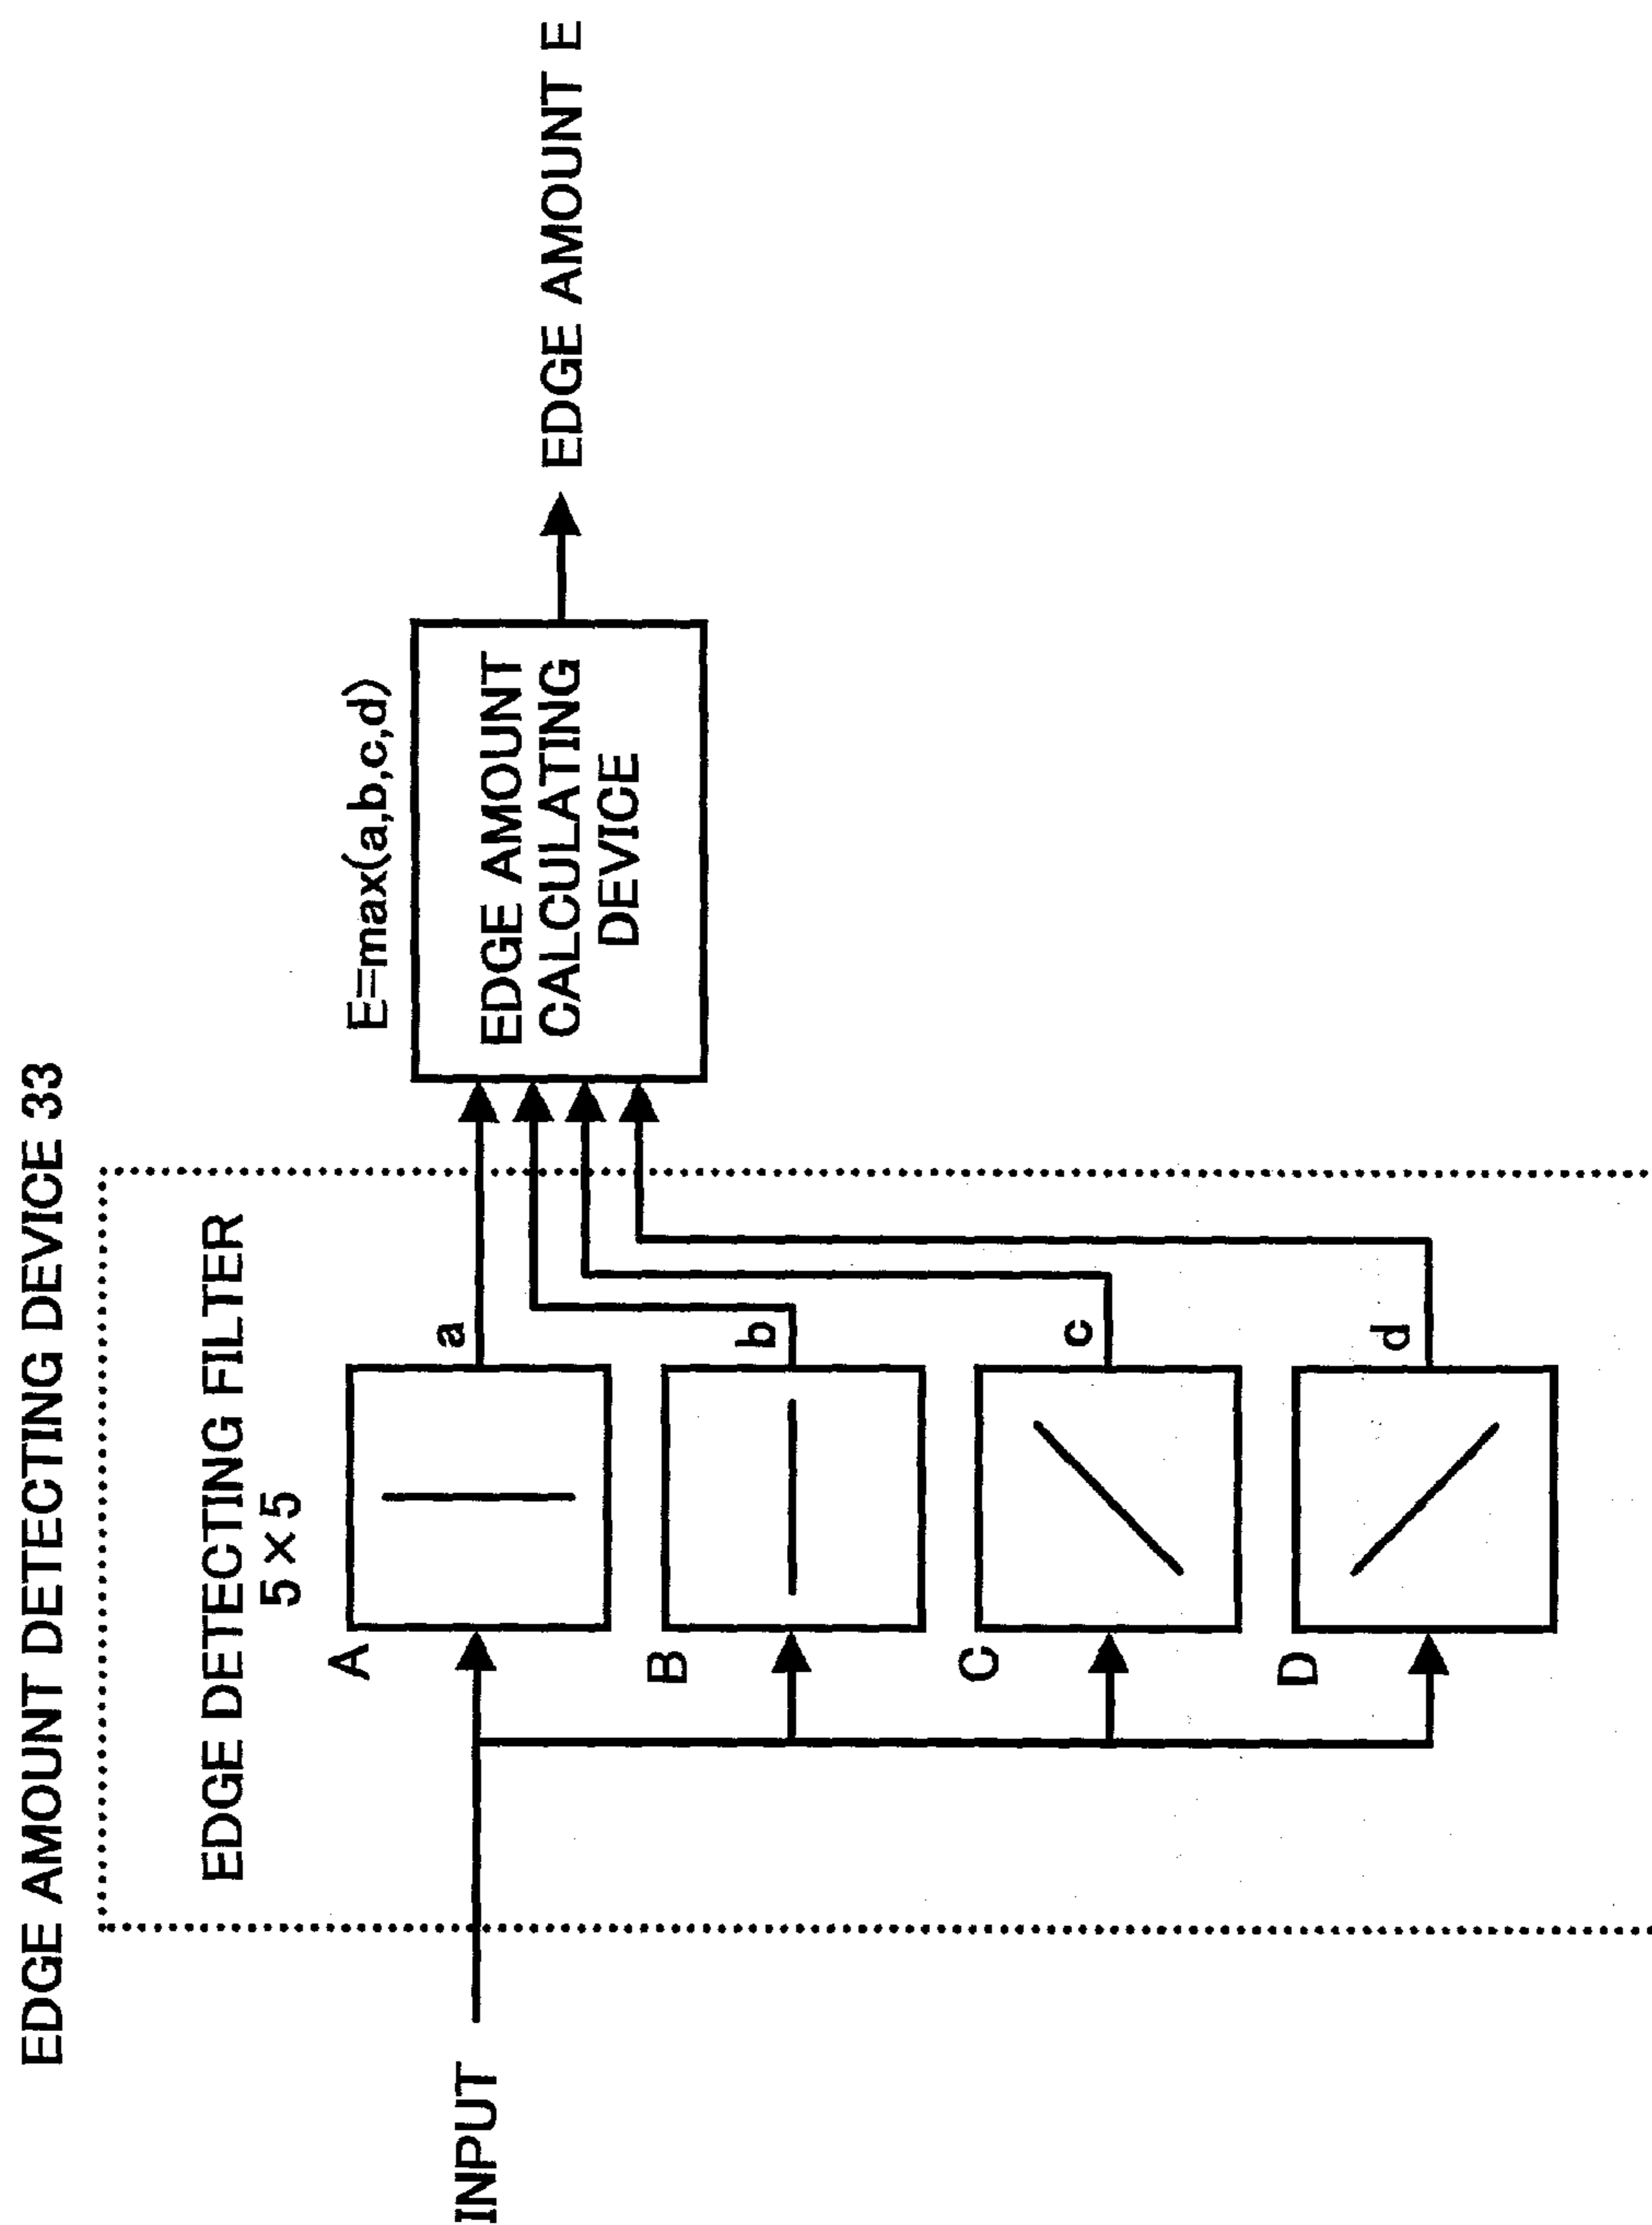 EDGE AMOUNT DETECTING DEVICE 33
EDGE DETECTING FILTER
5×5
INPUT
A
a
B
b
C
c
D
d
E=max(a,b,c,d)
EDGE AMOUNT
CALCULATING
DEVICE
EDGE AMOUNT E